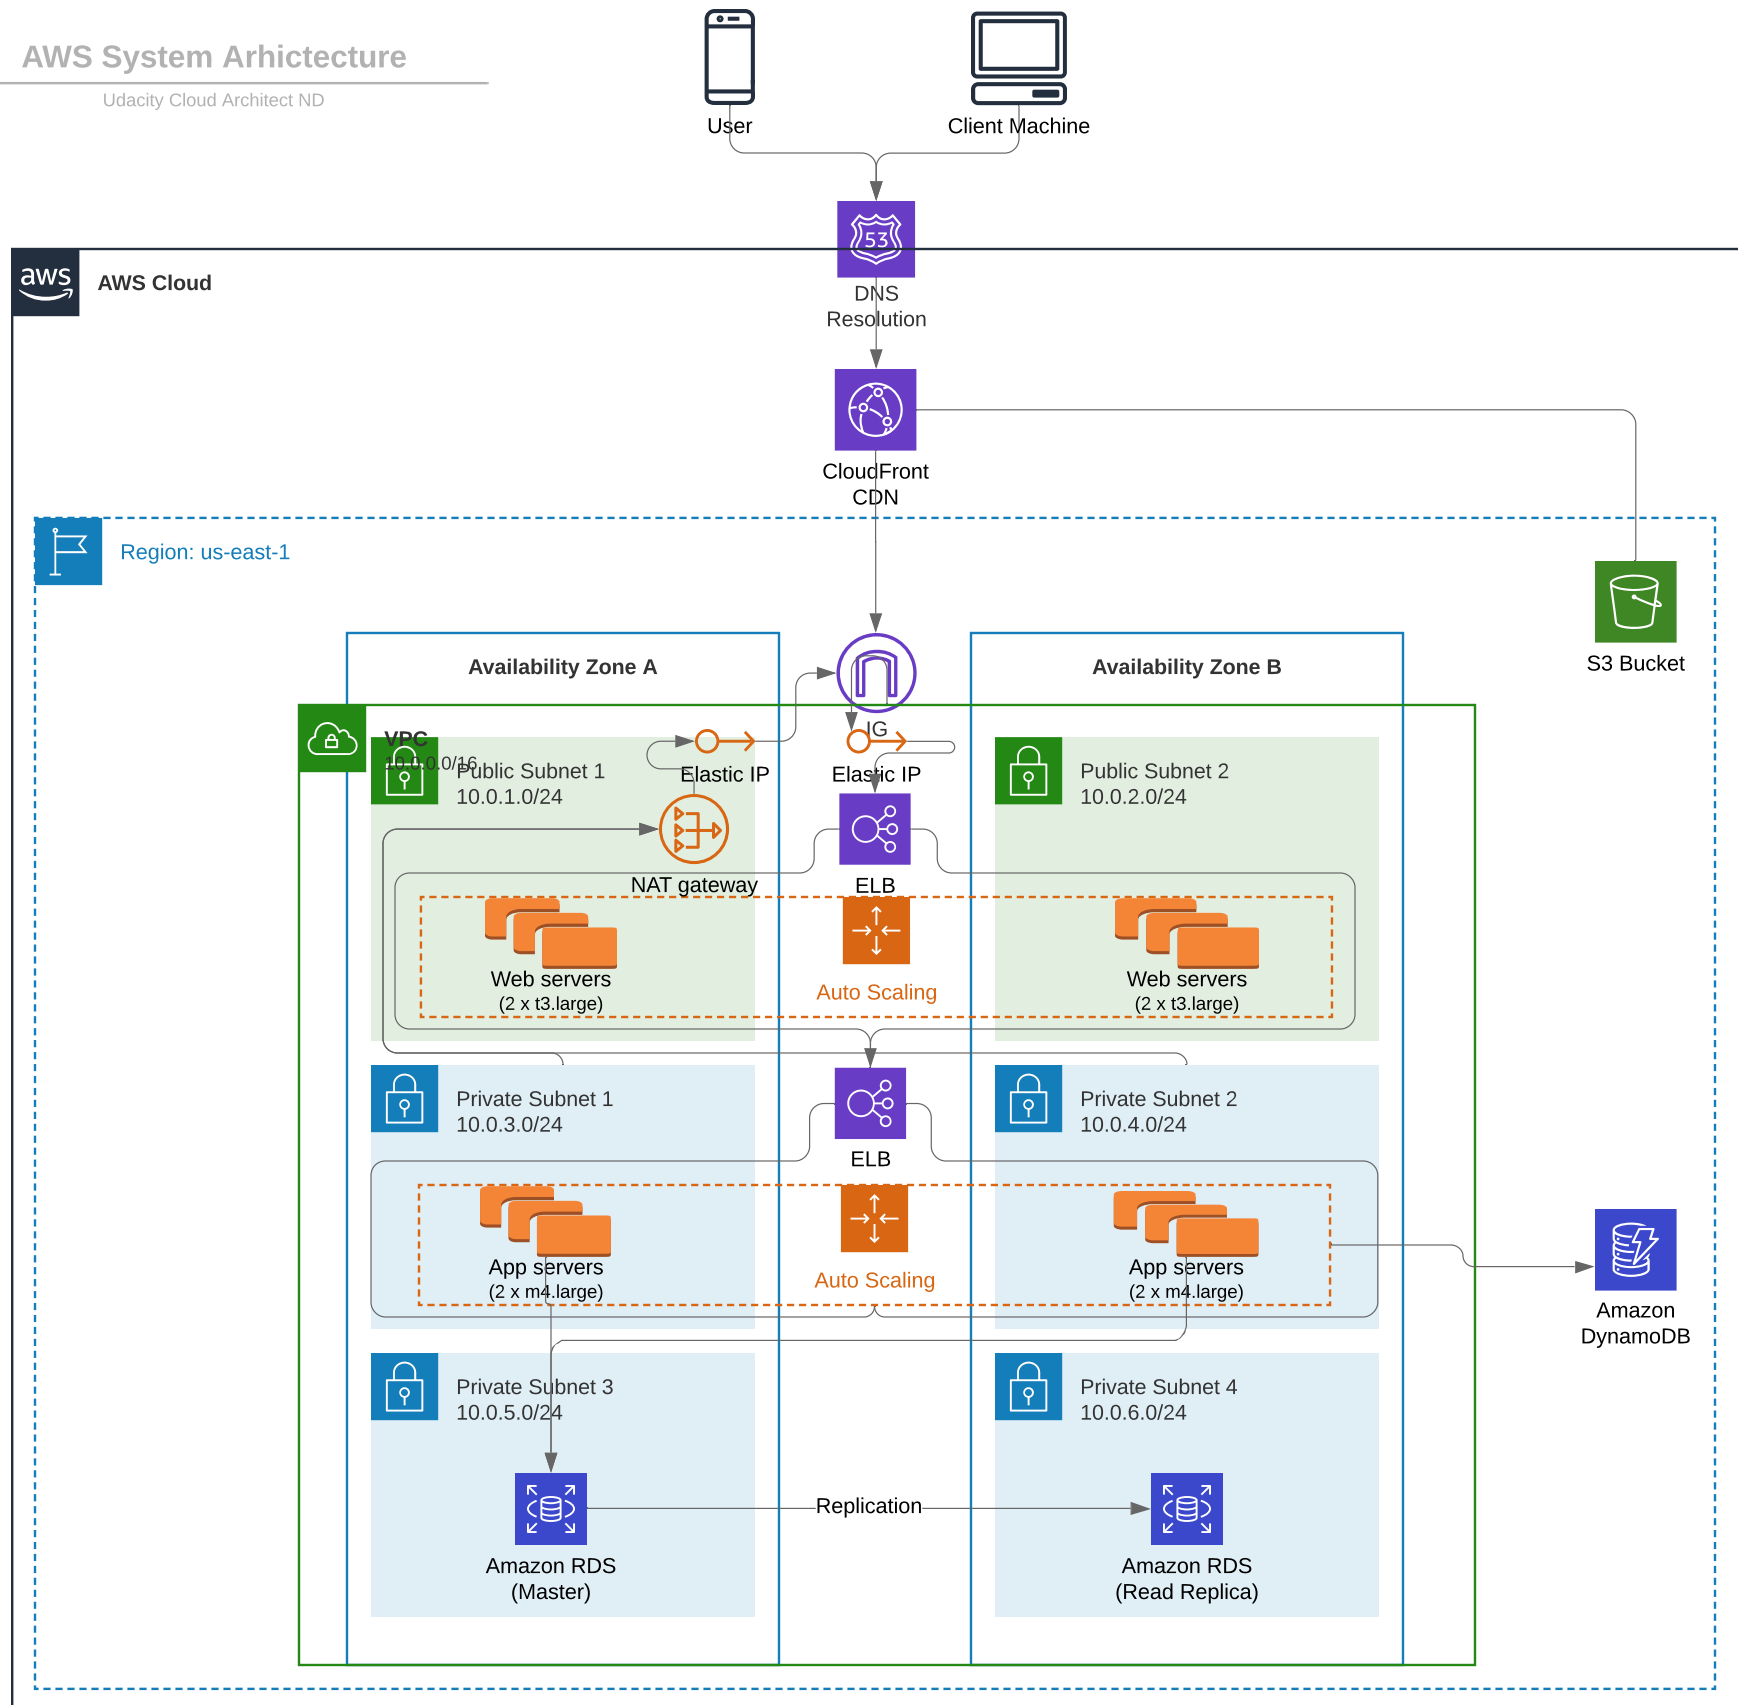 AWS System Arhictecture
Udacity Cloud Architect ND
User
Client Machine
53
DNS
Resolution
aws
AWS Cloud
CloudFront
CDN
Region: us-east-1
S3 Bucket
Availability Zone A
Availability Zone B
IG
VPC
10.0.0.0/16
Public Subnet 1
10.0.1.0/24
Elastic IP
Elastic IP
Public Subnet 2
10.0.2.0/24
NAT gateway
ELB
Web servers
(2 x t3.large)
Auto Scaling
Web servers
(2 x t3.large)
Private Subnet 1
10.0.3.0/24
ELB
Private Subnet 2
10.0.4.0/24
App servers
(2 x m4.large)
Auto Scaling
App servers
(2 x m4.large)
Amazon
DynamoDB
Private Subnet 3
10.0.5.0/24
Private Subnet 4
10.0.6.0/24
Replication
Amazon RDS
(Master)
Amazon RDS
(Read Replica)